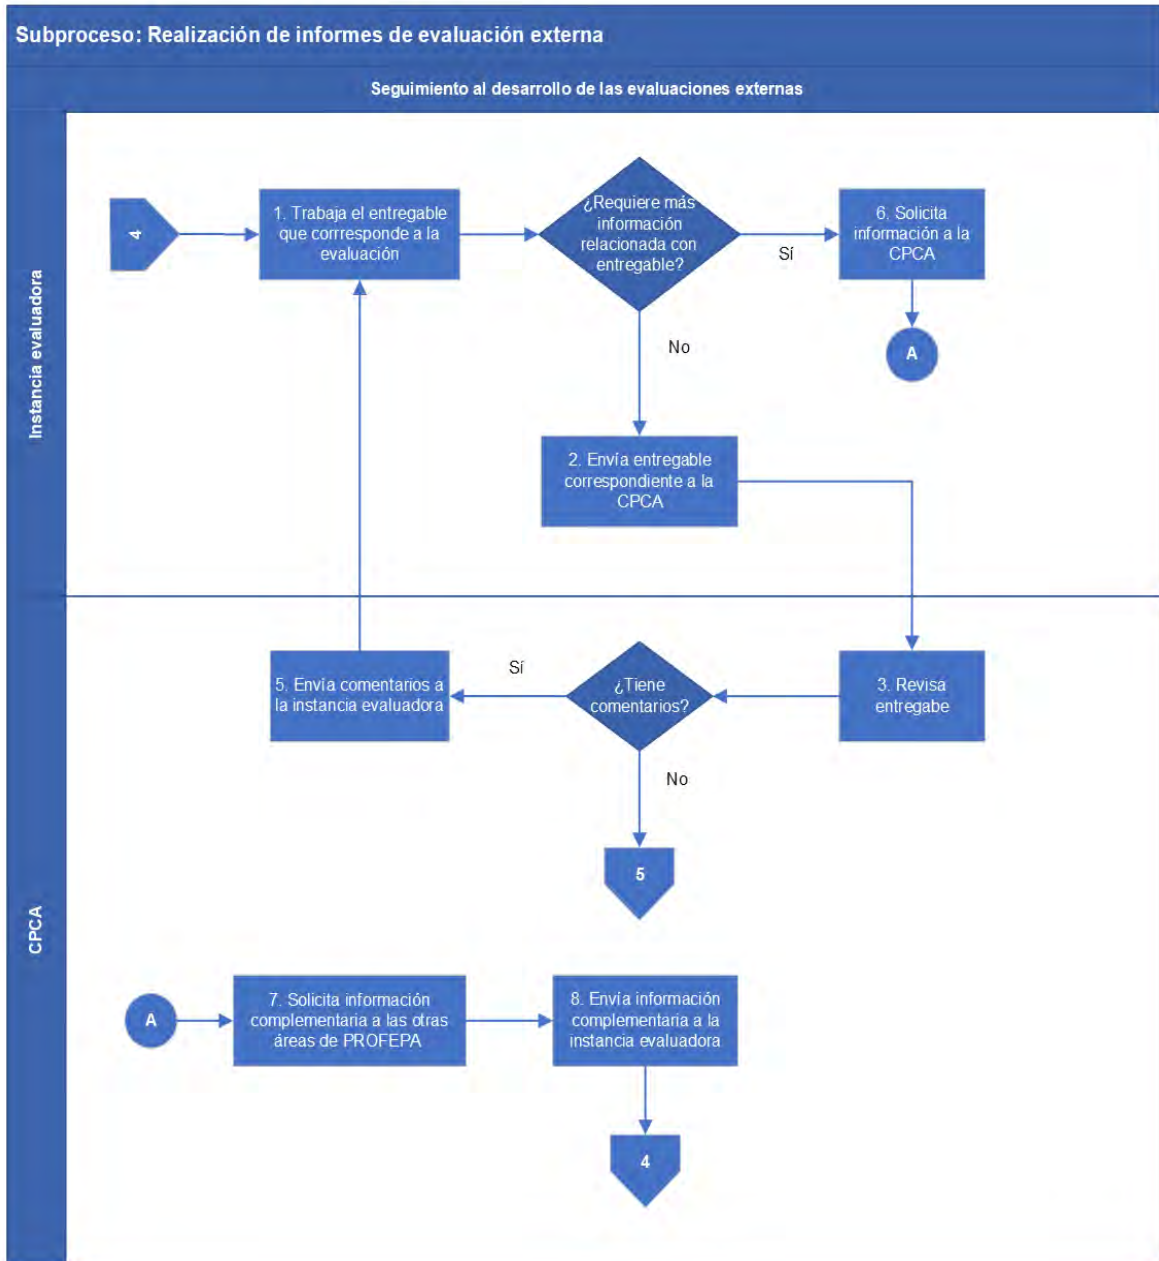 Subproceso: Realización de informes de evaluación externa
Seguimiento al desarrollo de las evaluaciones externas
Instancia evaluadora
4
1. Trabaja el entregable
que corresponde a la
evaluación
¿Requiere más
información
relacionada con
entregable?
Sí
6. Solicita
información a la
CPCA
A
No
2. Envía entregable
correspondiente a la
CPCA
CPCA
3. Revisa
entregabe
¿Tiene
comentarios?
Sí
5. Envía comentarios a
la instancia evaluadora
No
5
A
7. Solicita información
complementaria a las otras
áreas de PROFEPA
8. Envía información
complementaria a la
instancia evaluadora
4